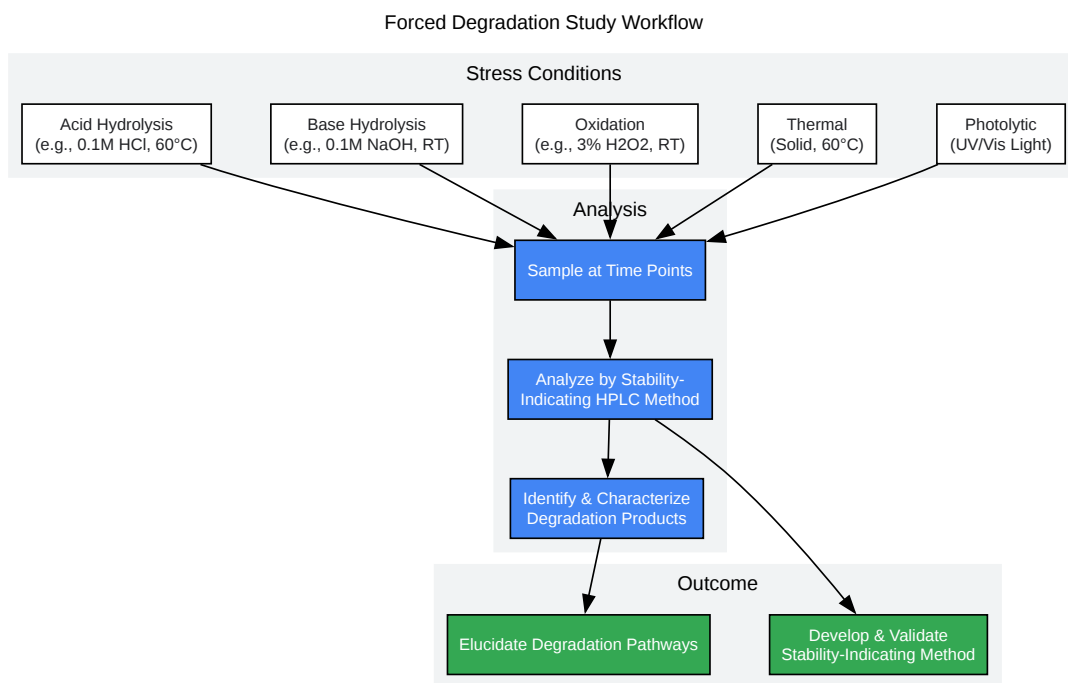 Forced Degradation Study Workflow
Stress Conditions
Acid Hydrolysis
(e.g., 0.1M HCl, 60°C)
Base Hydrolysis
(e.g., 0.1M NaOH, RT)
Oxidation
(e.g., 3% H2O2, RT)
Thermal
(Solid, 60°C)
Photolytic
(UV/Vis Light)
Analysis
Sample at Time Points
Analyze by Stability-
Indicating HPLC Method
Identify & Characterize
Degradation Products
Outcome
Elucidate Degradation Pathways
Develop & Validate
Stability-Indicating Method